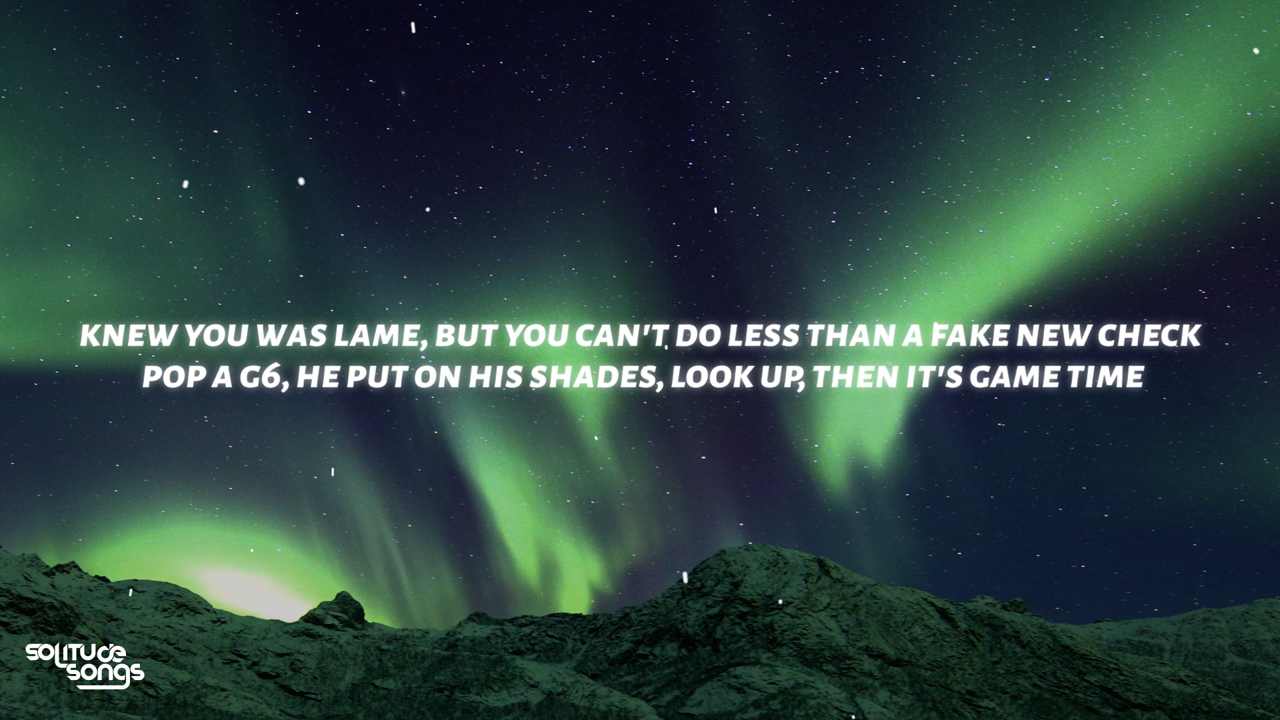 KNEW YOU WAS LAME, BUT YOU CAN'T DO LESS THAN A FAKE NEW CHECK
POP A G6, HE PUT ON HIS SHADES, LOOK UP, THEN IT'S GAME TIME
solitude
songs